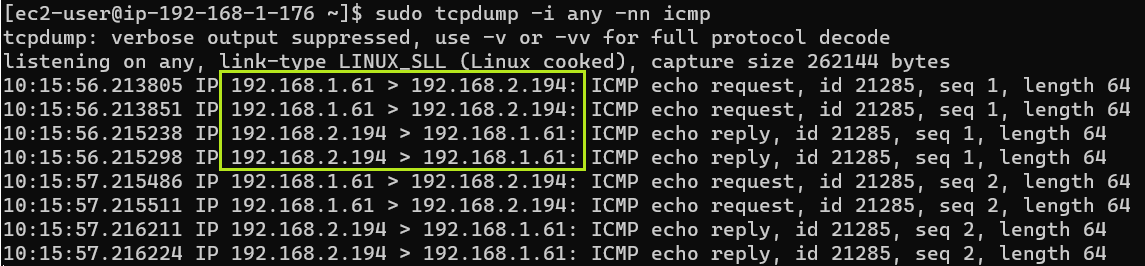 [ec2-user@ip-192-168-1-176 ~]$ sudo tcpdump -i any -nn icmp
tcpdump: verbose output suppressed, use -v or -vv for full protocol decode
listening on any, link-type LINUX_SLL (Linux cooked), capture size 262144 bytes
10:15:56.213805 IP 192.168.1.61 > 192.168.2.194: ICMP echo request, id 21285, seq 1, length 64
10:15:56.213851 IP 192.168.1.61 > 192.168.2.194: ICMP echo request, id 21285, seq 1, length 64
10:15:56.215238 IP 192.168.2.194 > 192.168.1.61: ICMP echo reply, id 21285, seq 1, length 64
10:15:56.215298 IP 192.168.2.194 > 192.168.1.61: ICMP echo reply, id 21285, seq 1, length 64
10:15:57.215486 IP 192.168.1.61 > 192.168.2.194: ICMP echo request, id 21285, seq 2, length 64
10:15:57.215511 IP 192.168.1.61 > 192.168.2.194: ICMP echo request, id 21285, seq 2, length 64
10:15:57.216211 IP 192.168.2.194 > 192.168.1.61: ICMP echo reply, id 21285, seq 2, length 64
10:15:57.216224 IP 192.168.2.194 > 192.168.1.61: ICMP echo reply, id 21285, seq 2, length 64